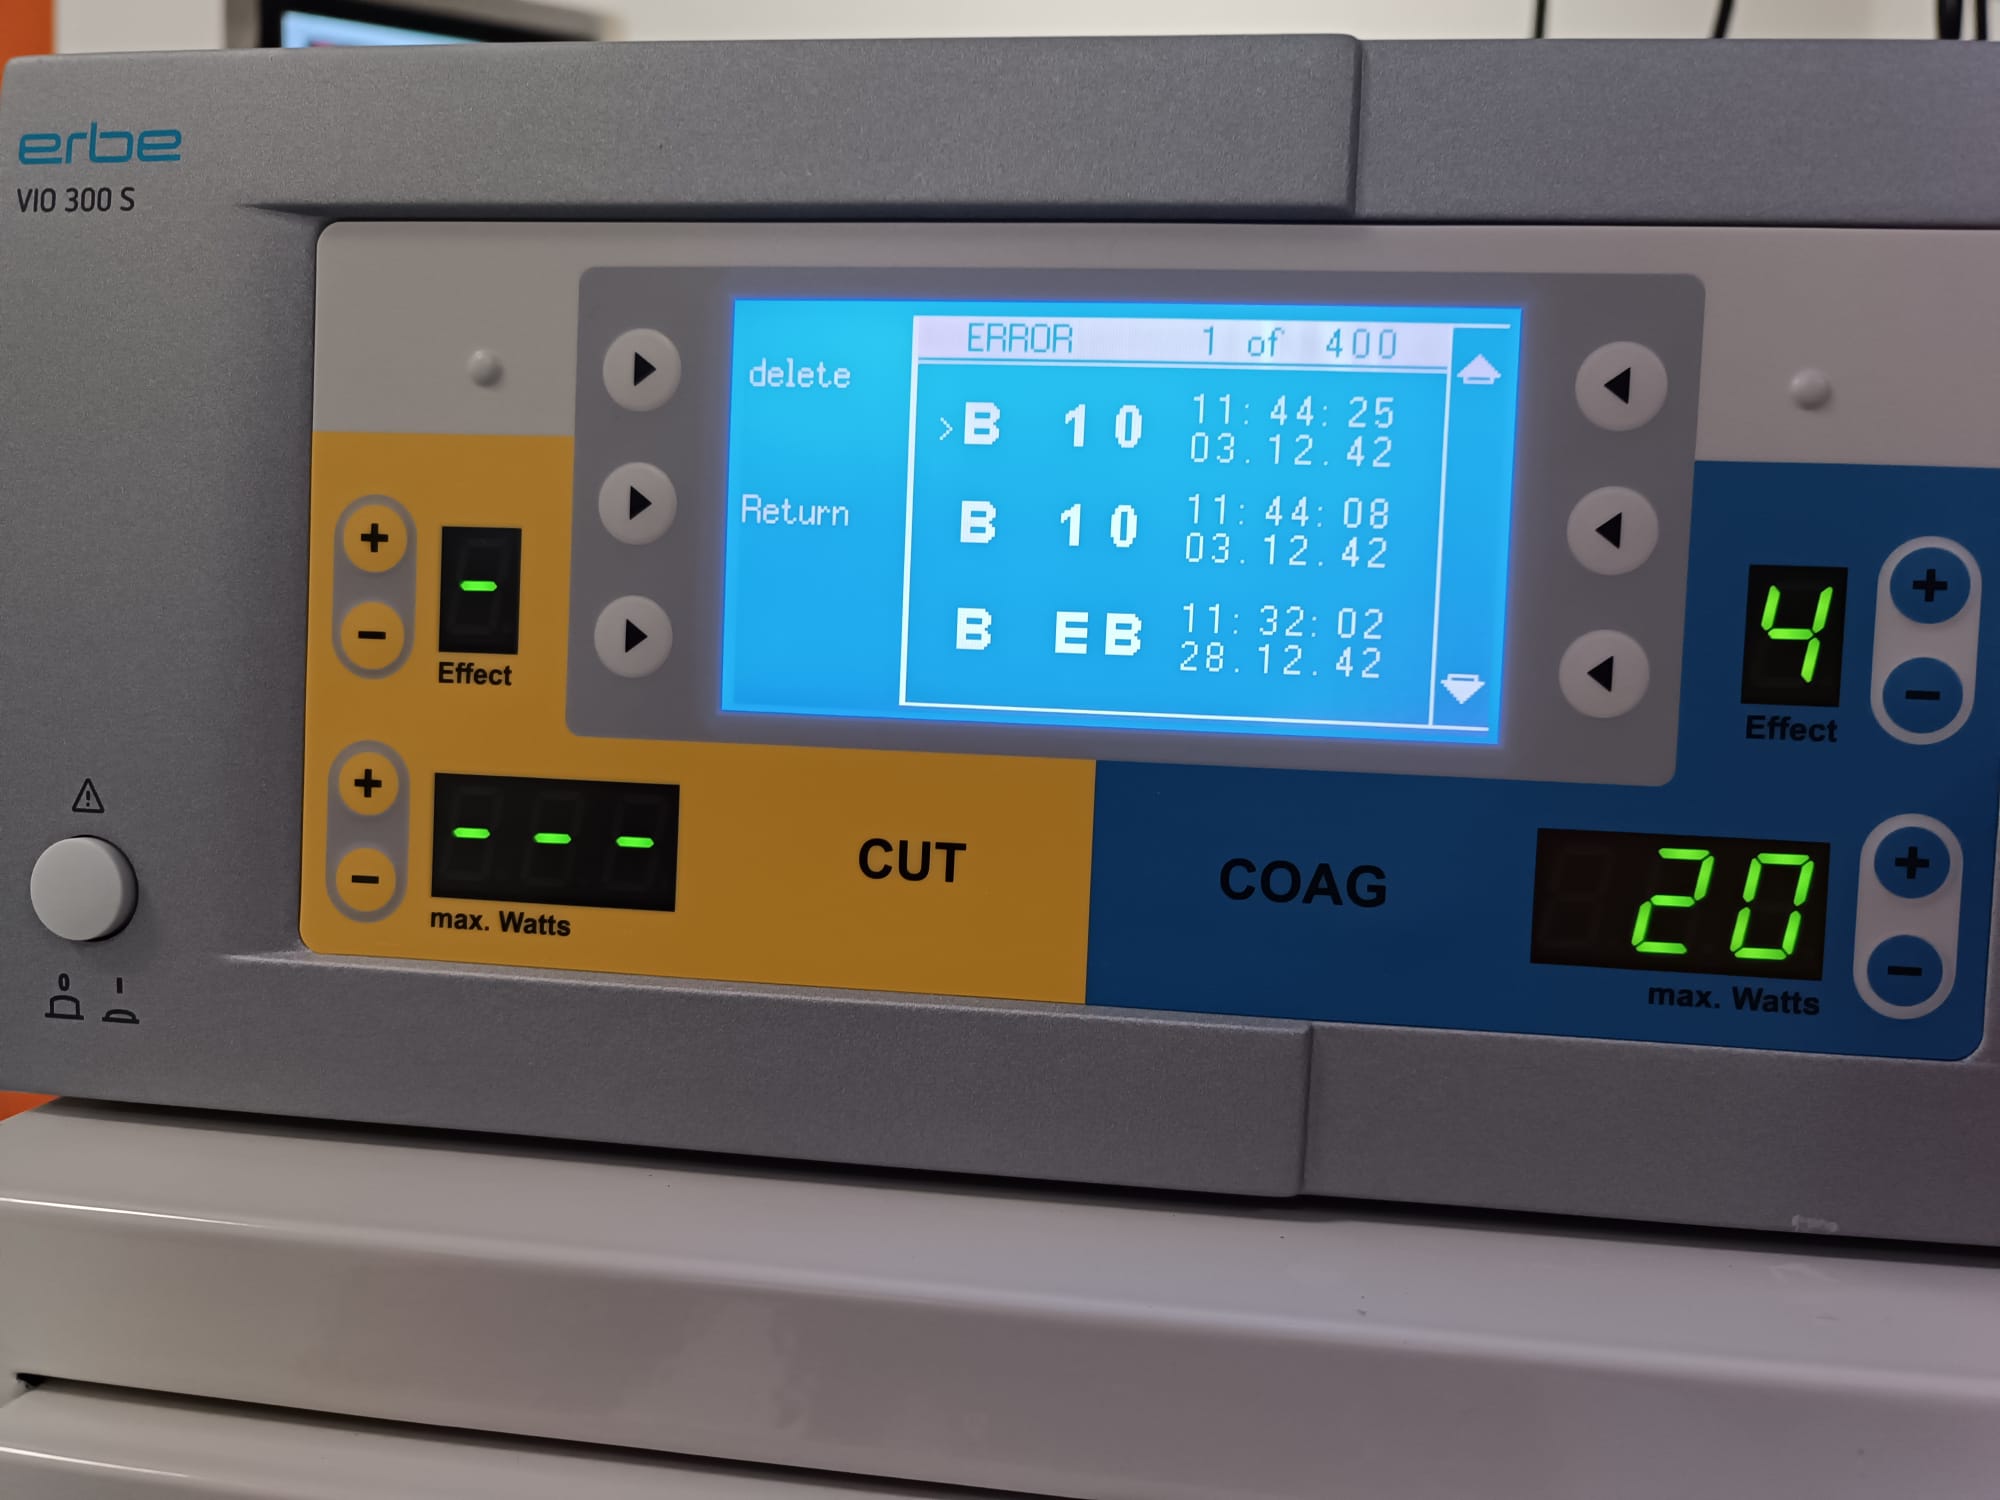 erbe
VIO 300 S
delete
Return
ERROR 1 of 400
>B 10 11:44:25
03.12.42
B 10 11:44:08
03.12.42
B EB 11:32:02
28.12.42
+
-
-
Effect
+
-
- - -
max. Watts
CUT
COAG
4
Effect
+
-
20
max. Watts
+
-
0 I